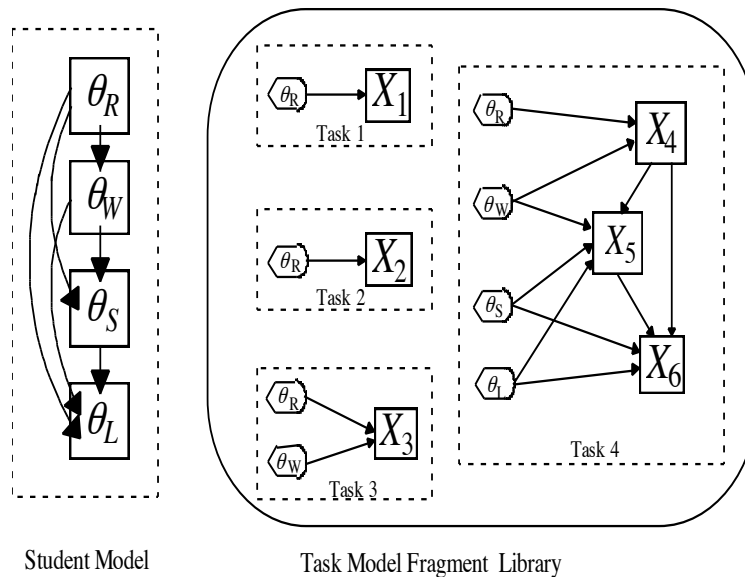 θR
θW
θS
θL
Student Model
θR
X1
Task 1
θR
X2
Task 2
θR
θW
X3
Task 3
θR
θW
θS
θL
X4
X5
X6
Task 4
Task Model Fragment Library